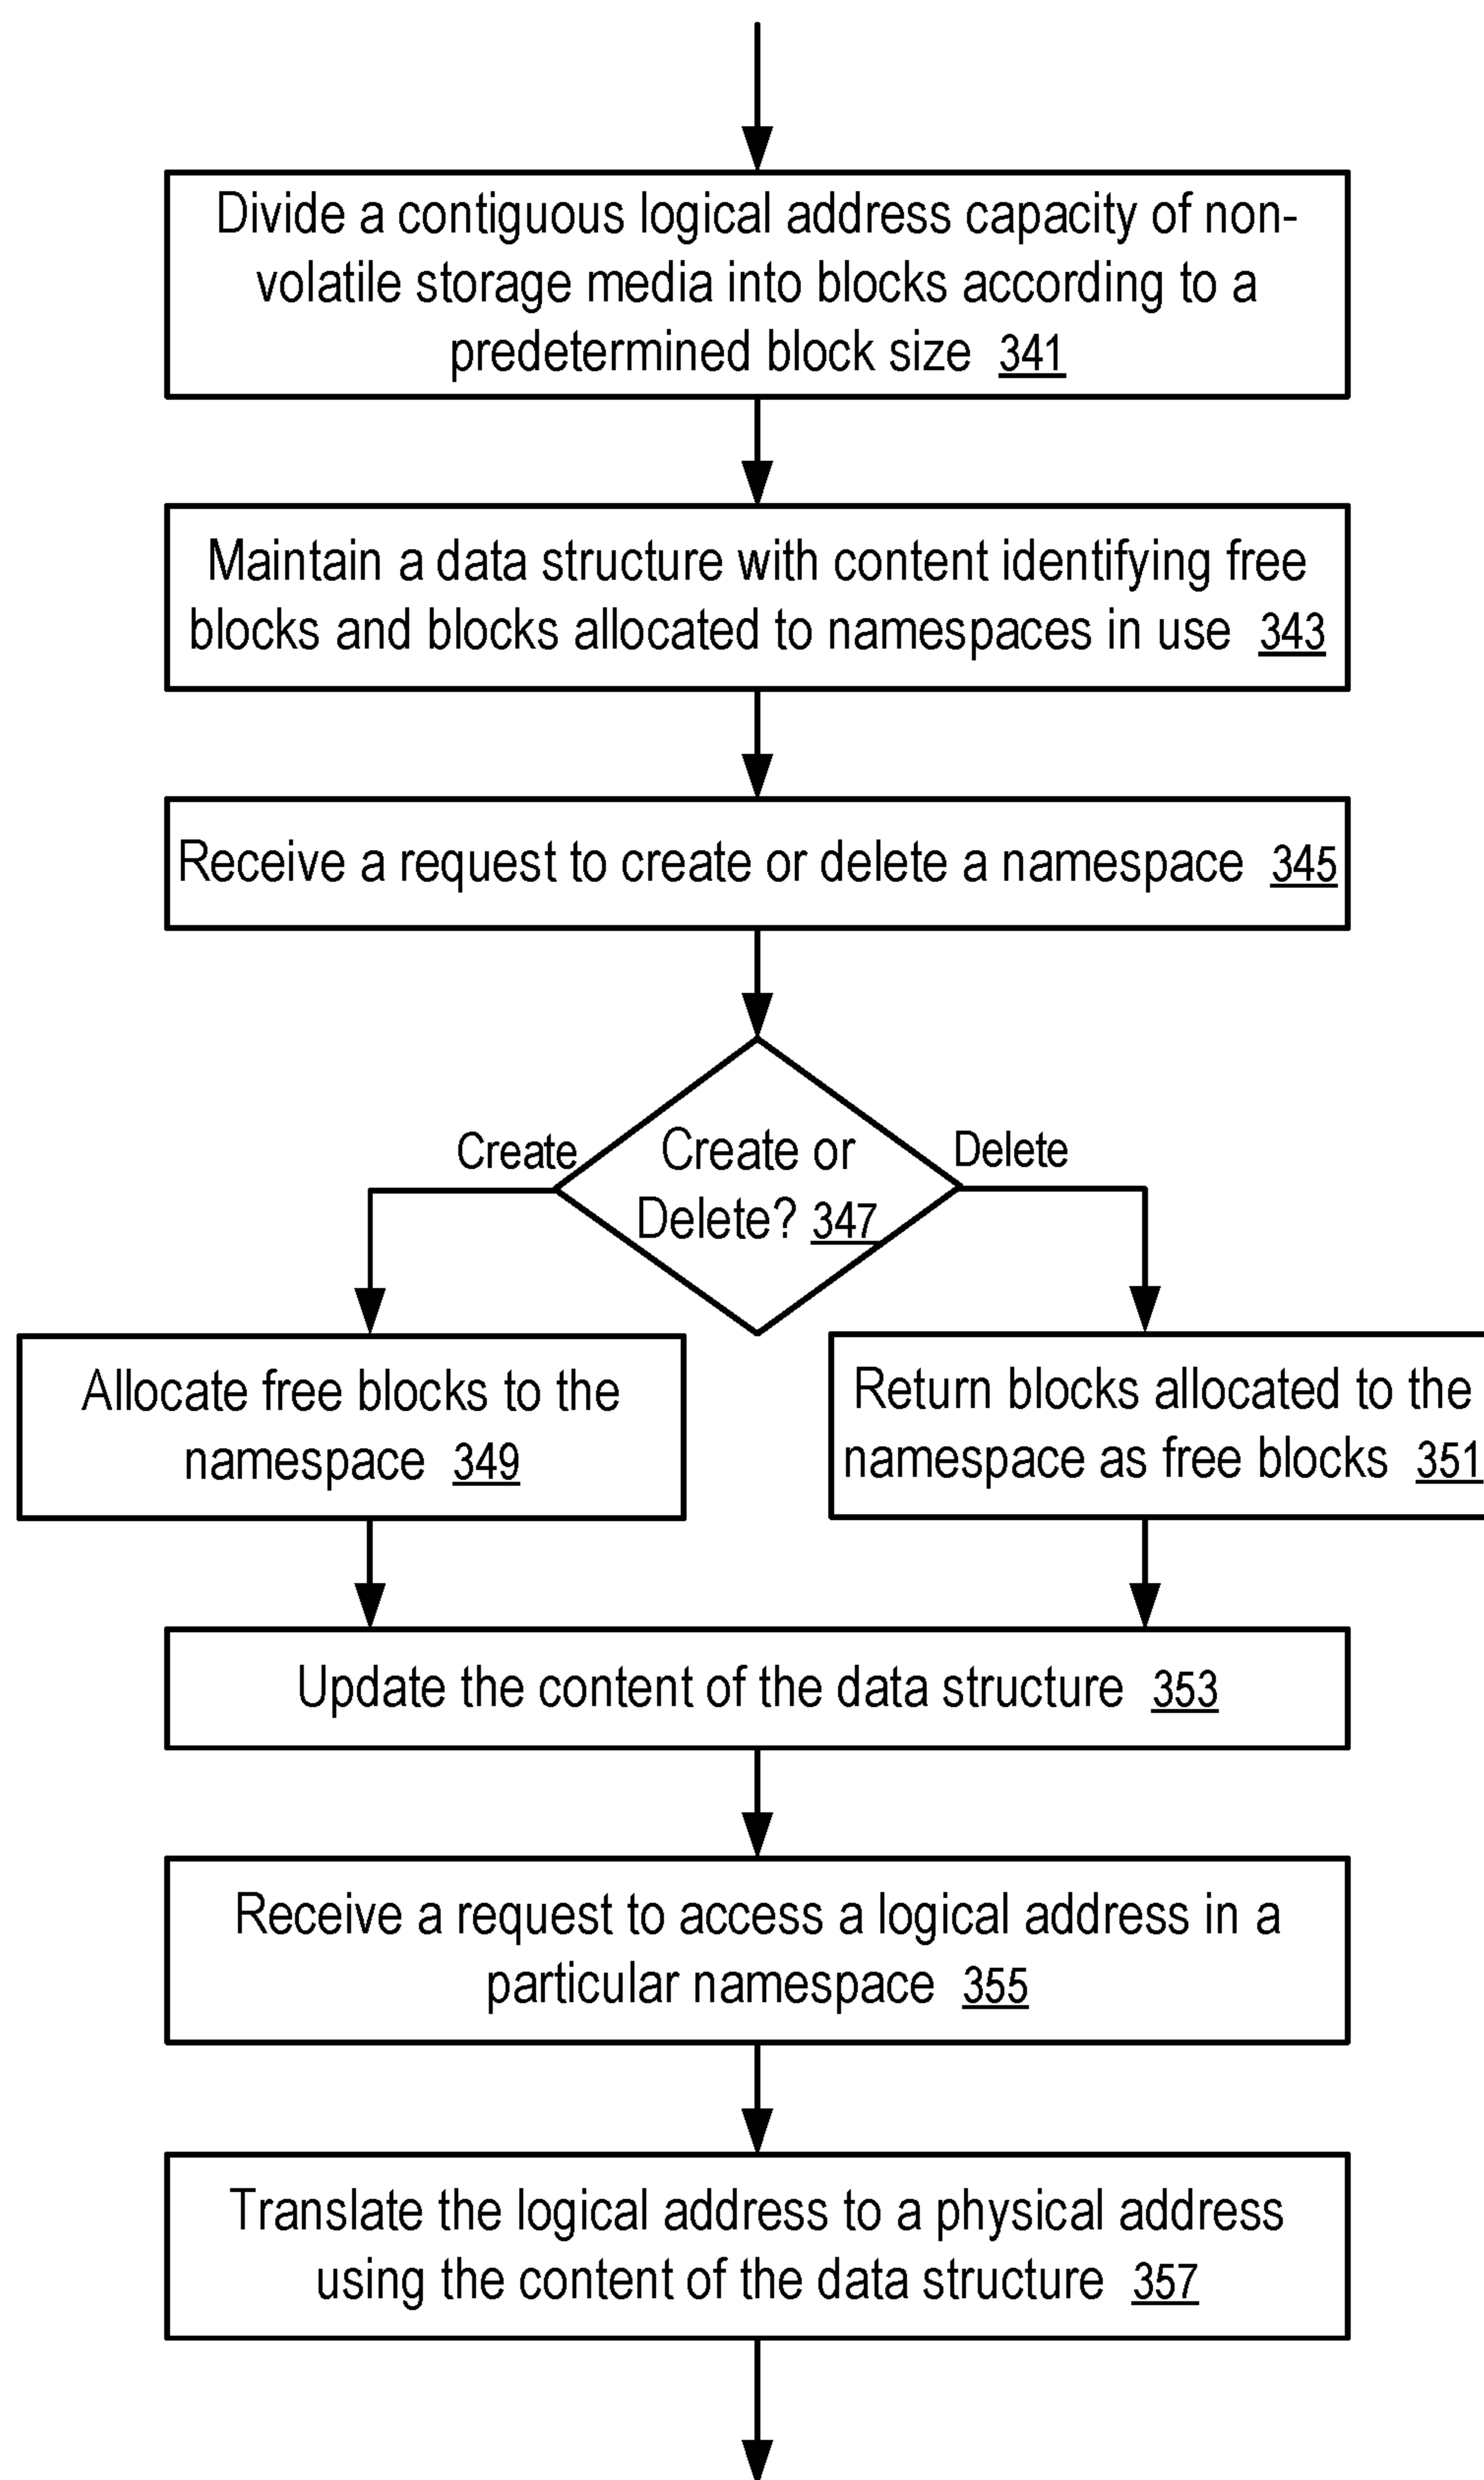 Divide a contiguous logical address capacity of non-
volatile storage media into blocks according to a
predetermined block size 341
Maintain a data structure with content identifying free
blocks and blocks allocated to namespaces in use 343
Receive a request to create or delete a namespace 345
Create
Create or
Delete? 347
Delete
Allocate free blocks to the
namespace 349
Return blocks allocated to the
namespace as free blocks 351
Update the content of the data structure 353
Receive a request to access a logical address in a
particular namespace 355
Translate the logical address to a physical address
using the content of the data structure 357